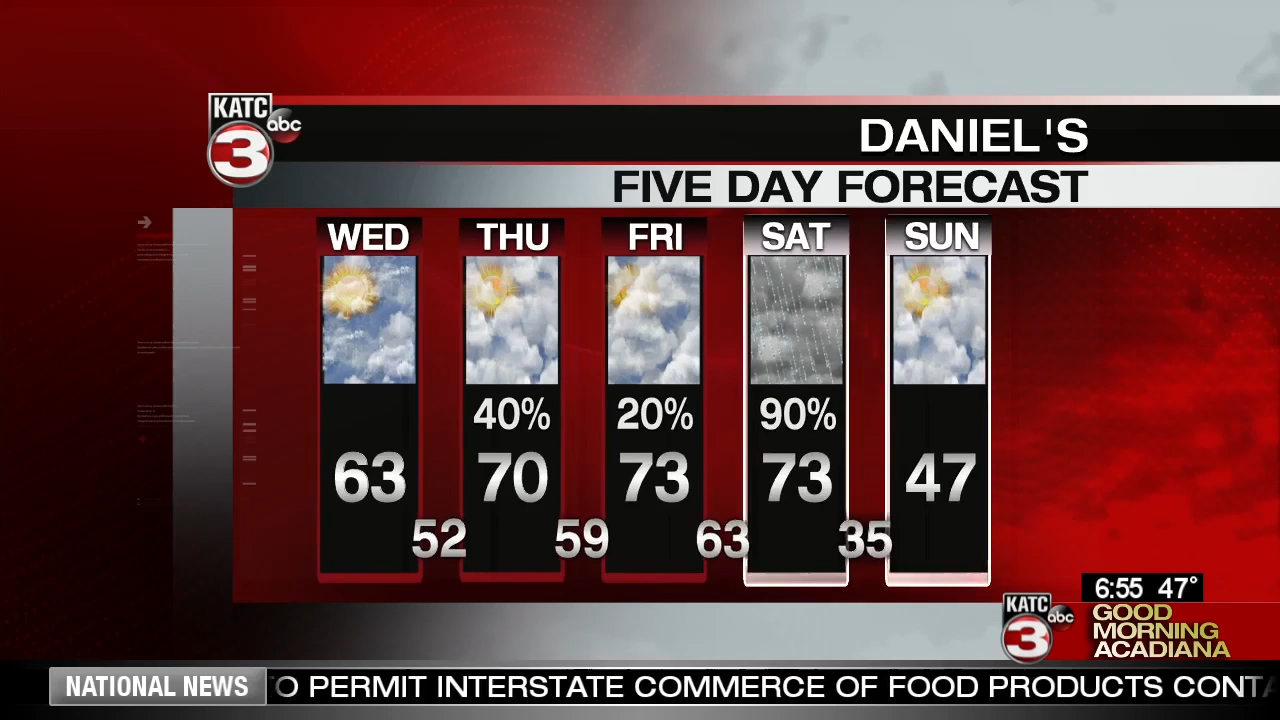 KATC
abc
3
DANIEL'S
FIVE DAY FORECAST
WED THU FRI SAT SUN
40% 20% 90%
63 70 73 73 47
52 59 63 35
6:55 47°
KATC
abc
3
GOOD
MORNING
ACADIANA
NATIONAL NEWS
O PERMIT INTERSTATE COMMERCE OF FOOD PRODUCTS CONTA